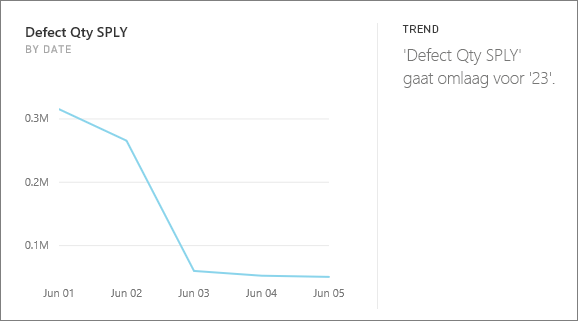 Defect Qty SPLY
BY DATE
0.3M
0.2M
0.1M
Jun 01 Jun 02 Jun 03 Jun 04 Jun 05
TREND
'Defect Qty SPLY'
gaat omlaag voor '23'.